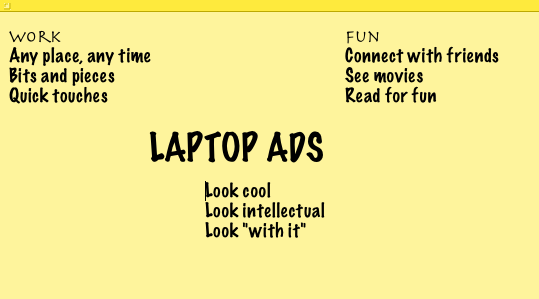 WORK
Any place, any time
Bits and pieces
Quick touches
FUN
Connect with friends
See movies
Read for fun
LAPTOP ADS
Look cool
Look intellectual
Look "with it"